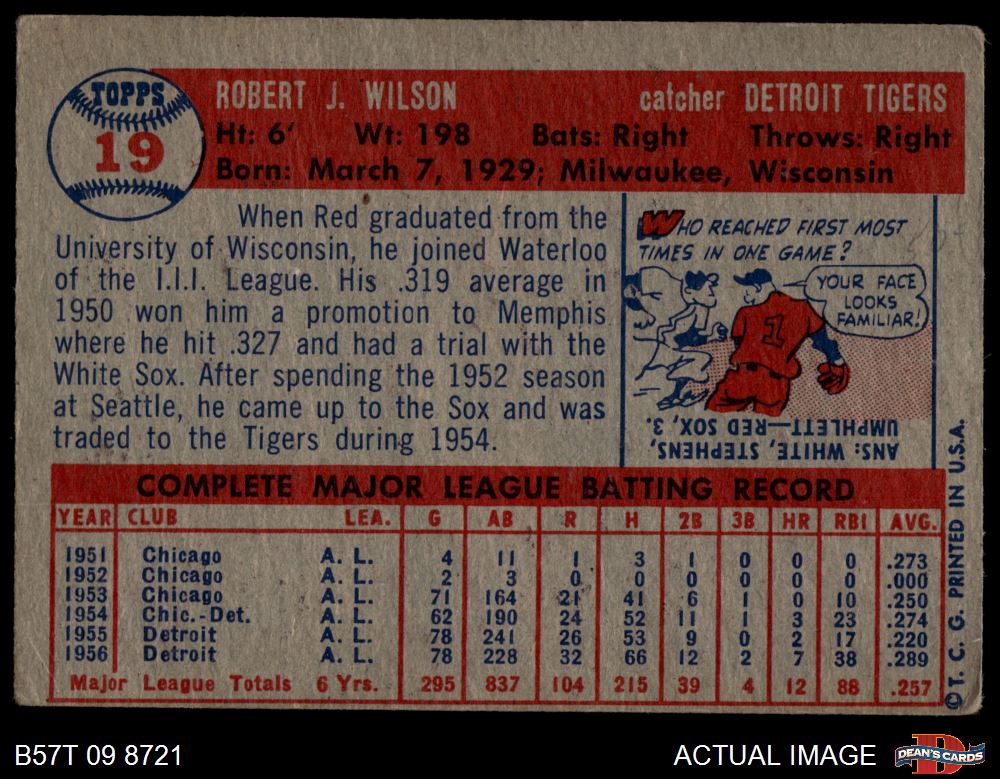 TOPPS
19
ROBERT J. WILSON catcher DETROIT TIGERS
Ht: 6' Wt: 198 Bats: Right Throws: Right
Born: March 7, 1929; Milwaukee, Wisconsin
When Red graduated from the
University of Wisconsin, he joined Waterloo
of the I.I.I. League. His .319 average in
1950 won him a promotion to Memphis
where he hit .327 and had a trial with the
White Sox. After spending the 1952 season
at Seattle, he came up to the Sox and was
traded to the Tigers during 1954.
WHO REACHED FIRST MOST
TIMES IN ONE GAME?
YOUR FACE
LOOKS
FAMILIAR!
1
ANS: WHITE, STEPHENS,
UMPHLETT—RED SOX, 3.
COMPLETE MAJOR LEAGUE BATTING RECORD
YEAR CLUB LEA. G AB R H 2B 3B HR RBI AVG.
1951 Chicago A. L. 4 11 1 3 1 0 0 0 .273
1952 Chicago A. L. 2 3 0 0 0 0 0 0 .000
1953 Chicago A. L. 71 164 21 41 6 1 0 10 .250
1954 Chic.-Det. A. L. 62 190 24 52 11 1 3 23 .274
1955 Detroit A. L. 78 241 26 53 9 0 2 17 .220
1956 Detroit A. L. 78 228 32 66 12 2 7 38 .289
Major League Totals 6 Yrs. 295 837 104 215 39 4 12 88 .257
©T. C. G. PRINTED IN U.S.A.
B57T 09 8721 ACTUAL IMAGE DEAN'S CARDS